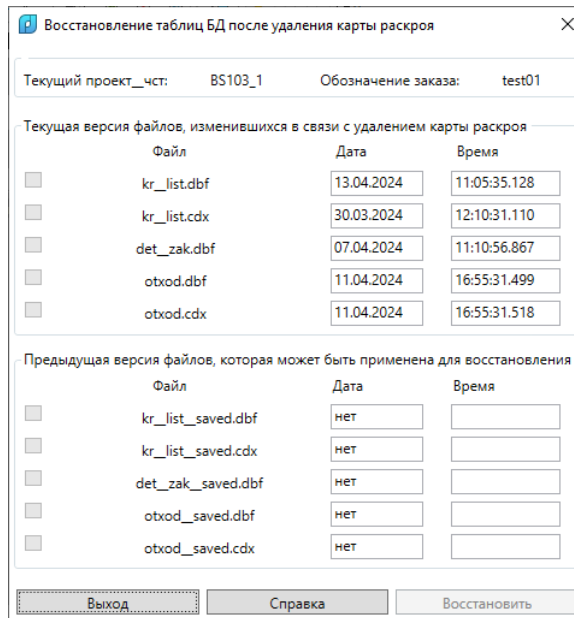 Восстановление таблиц БД после удаления карты раскроя
Текущий проект__чст: BS103_1 Обозначение заказа: test01
Текущая версия файлов, изменившихся в связи с удалением карты раскроя
Файл Дата Время
kr__list.dbf 13.04.2024 11:05:35.128
kr__list.cdx 30.03.2024 12:10:31.110
det__zak.dbf 07.04.2024 11:10:56.867
otxod.dbf 11.04.2024 16:55:31.499
otxod.cdx 11.04.2024 16:55:31.518
Предыдущая версия файлов, которая может быть применена для восстановления
Файл Дата Время
kr__list__saved.dbf нет
kr__list__saved.cdx нет
det__zak__saved.dbf нет
otxod__saved.dbf нет
otxod__saved.cdx нет
Выход Справка Восстановить